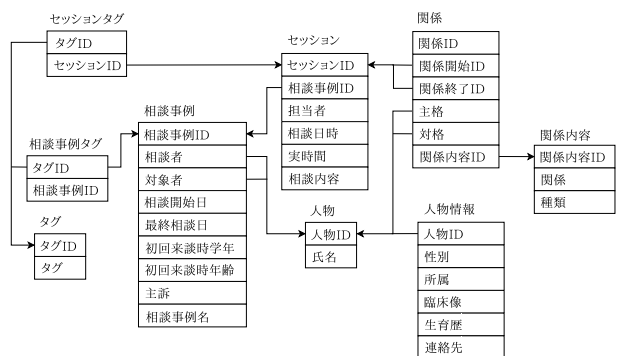 セッションタグ
タグID
セッションID
セッション
セッションID
相談事例ID
担当者
相談日時
実時間
相談内容
関係
関係ID
関係開始ID
関係終了ID
主格
対格
関係内容ID
関係内容
関係内容ID
関係
種類
相談事例タグ
タグID
相談事例ID
相談事例
相談事例ID
相談者
対象者
相談開始日
最終相談日
初回来談時学年
初回来談時年齢
主訴
相談事例名
タグ
タグID
タグ
人物
人物ID
氏名
人物情報
人物ID
性別
所属
臨床像
生育歴
連絡先